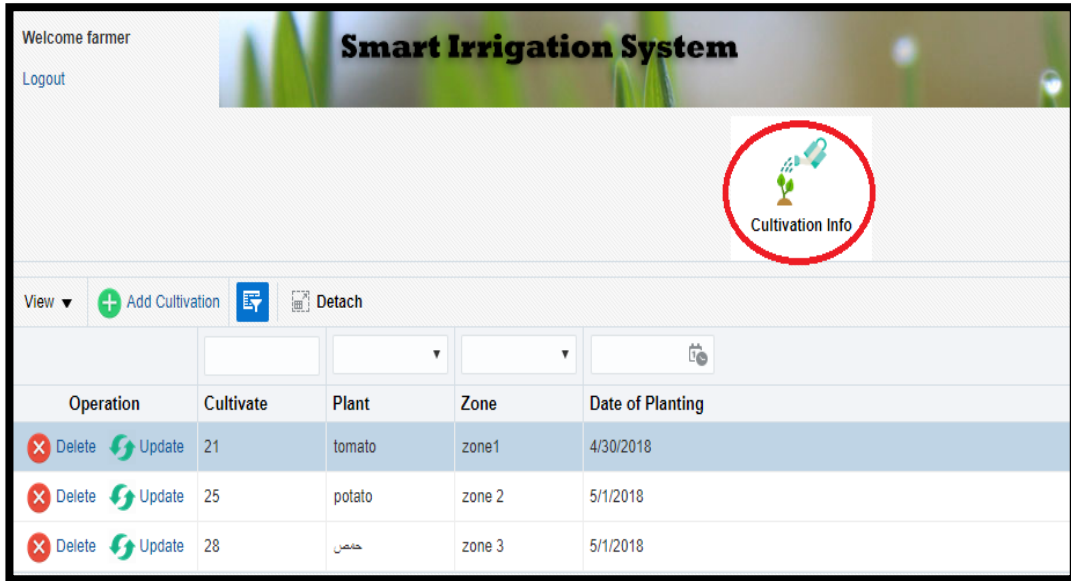 Welcome farmer
Smart Irrigation System
Logout
Cultivation Info
View Add Cultivation Detach
Operation Cultivate Plant Zone Date of Planting
Delete Update 21 tomato zone1 4/30/2018
Delete Update 25 potato zone 2 5/1/2018
Delete Update 28 حمص zone 3 5/1/2018